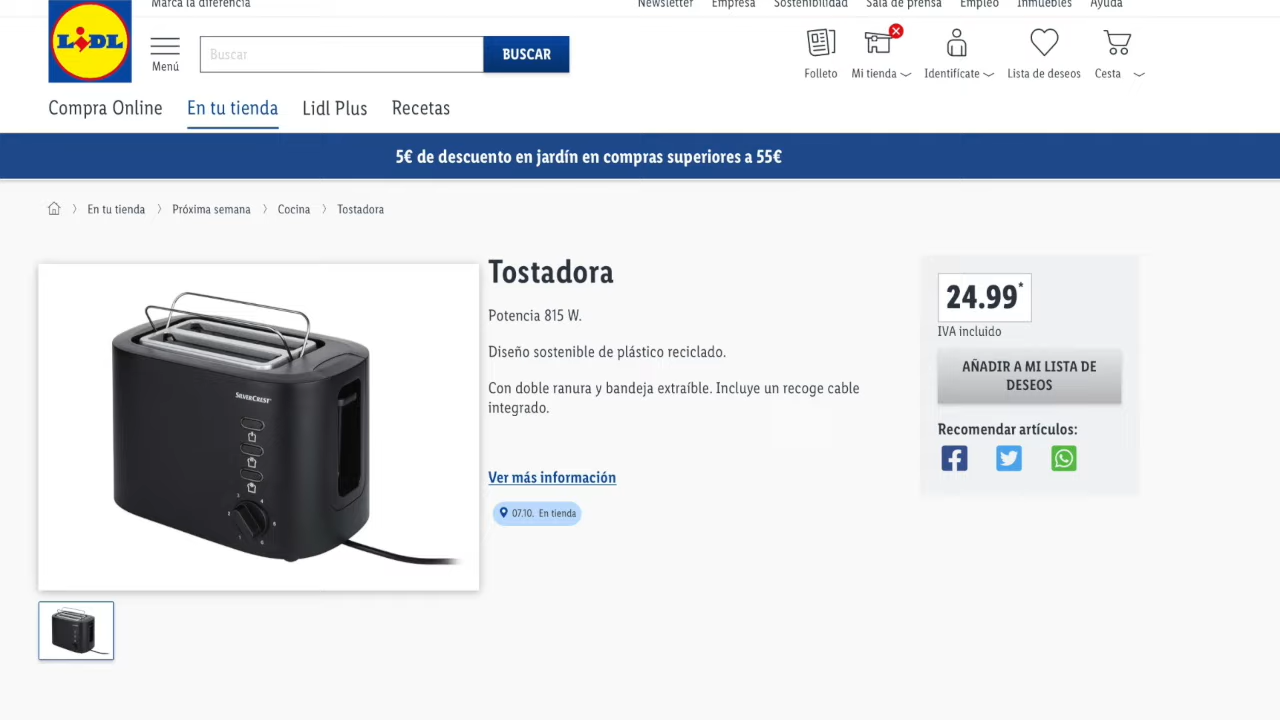 Marca la diferencia
Newsletter Empresa Sostenibilidad Sala de prensa Empleo Inmuebles Ayuda
LIDL
Menú
Buscar
BUSCAR
Folleto
Mi tienda
Identifícate
Lista de deseos
Cesta
Compra Online En tu tienda Lidl Plus Recetas
5€ de descuento en jardín en compras superiores a 55€
En tu tienda Próxima semana Cocina Tostadora
SILVERCREST
Tostadora
Potencia 815 W.
Diseño sostenible de plástico reciclado.
Con doble ranura y bandeja extraíble. Incluye un recoge cable
integrado.
Ver más información
07.10. En tienda
24.99*
IVA incluido
AÑADIR A MI LISTA DE
DESEOS
Recomendar artículos: